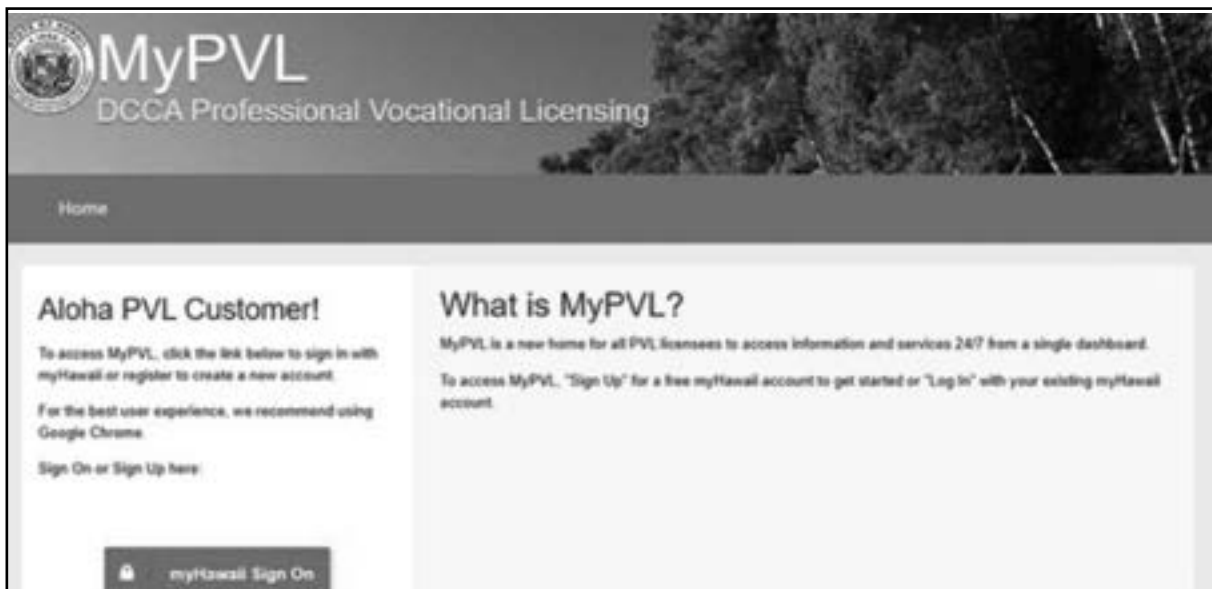 MyPVL
DCCA Professional Vocational Licensing
Home
Aloha PVL Customer!
To access MyPVL, click the link below to sign in with
myHawaii or register to create a new account.
For the best user experience, we recommend using
Google Chrome.
Sign On or Sign Up here:
myHawaii Sign On
What is MyPVL?
MyPVL is a new home for all PVL licensees to access information and services 24/7 from a single dashboard.
To access MyPVL, "Sign Up" for a free myHawaii account to get started or "Log In" with your existing myHawaii
account.